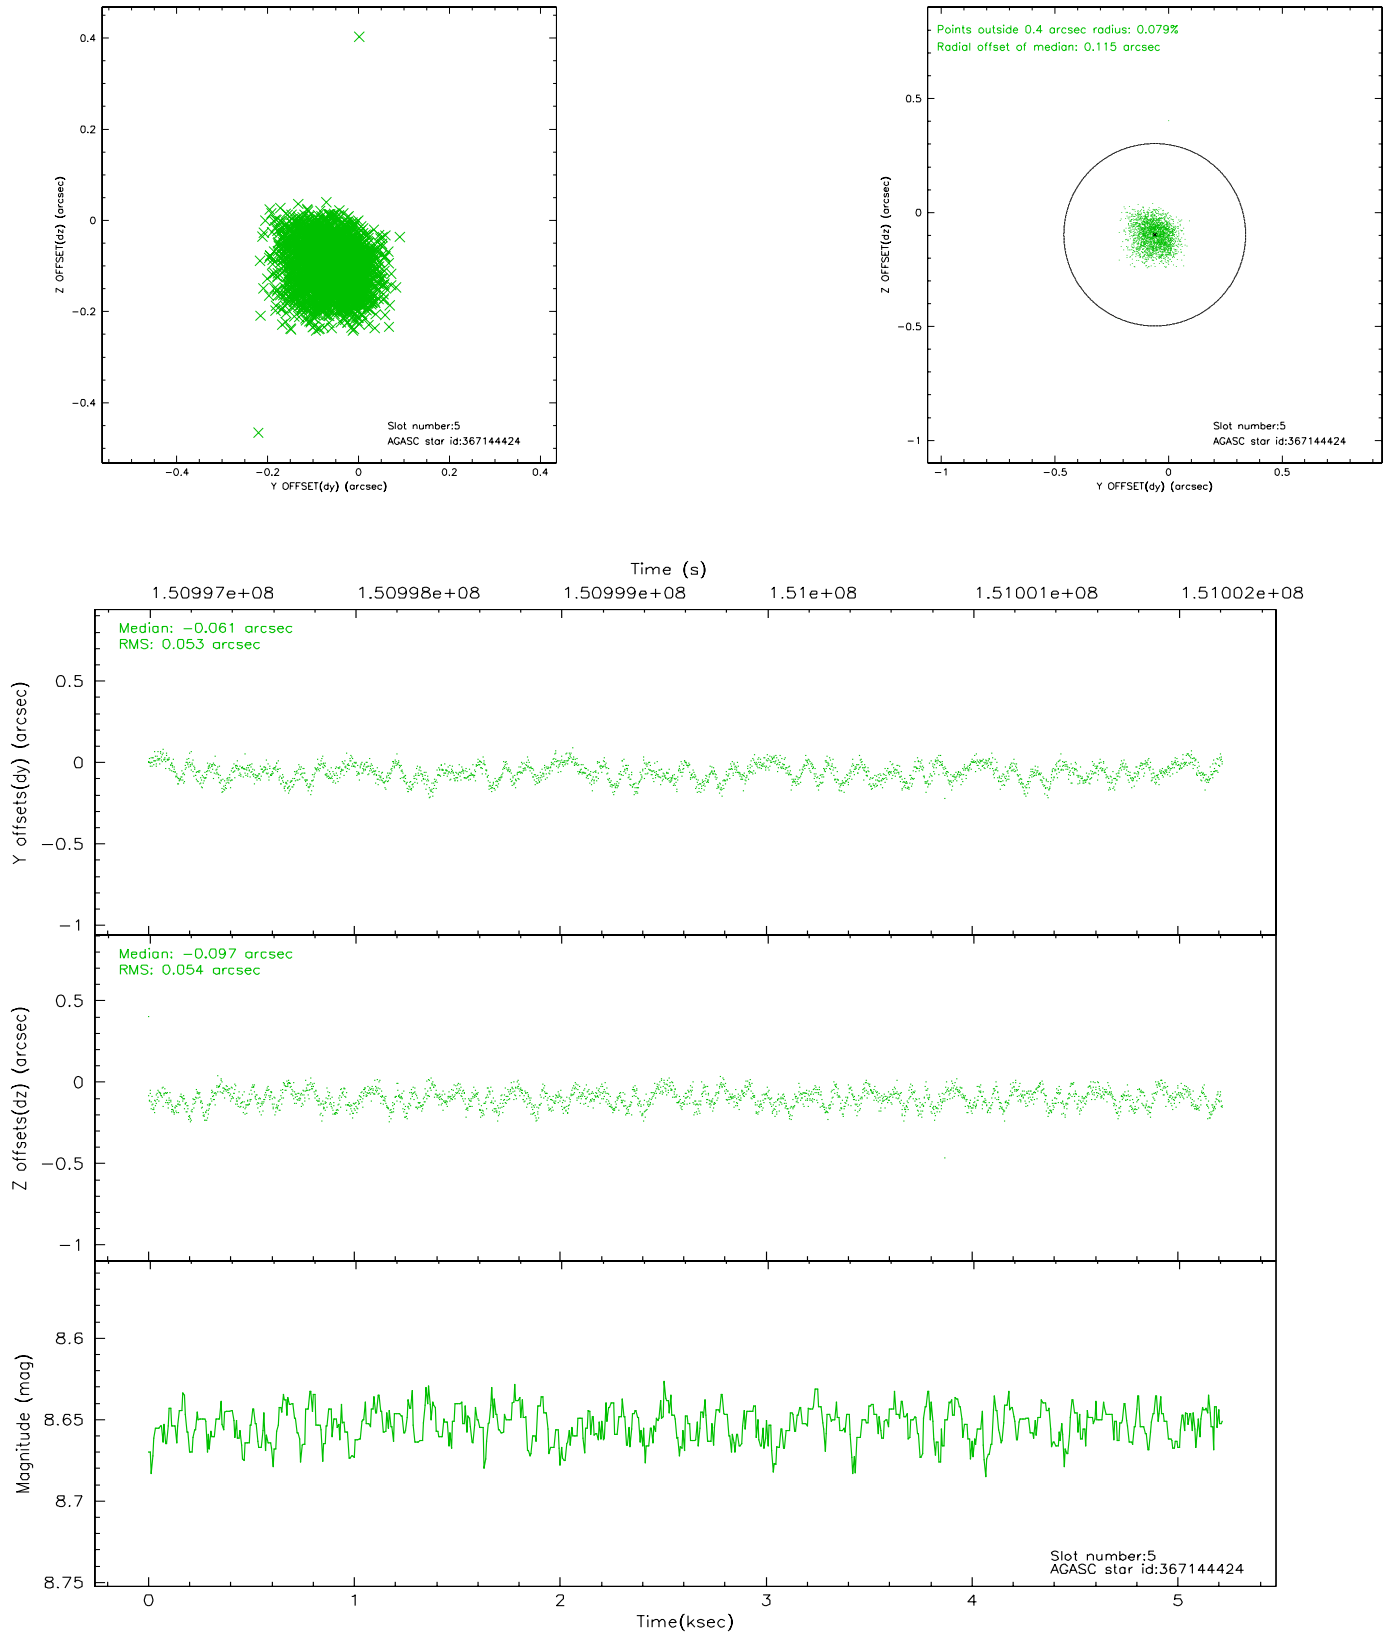 0.4
0.2
0
−0.2
−0.4
Z OFFSET(dz) (arcsec)
Slot number:5
AGASC star id:367144424
−0.4
−0.2
0
0.2
0.4
Y OFFSET(dy) (arcsec)
Points outside 0.4 arcsec radius: 0.079%
Radial offset of median: 0.115 arcsec
0.5
0
−0.5
−1
Z OFFSET(dz) (arcsec)
Slot number:5
AGASC star id:367144424
−1
−0.5
0
0.5
Y OFFSET(dy) (arcsec)
Time (s)
1.50997e+08
1.50998e+08
1.50999e+08
1.51e+08
1.51001e+08
1.51002e+08
Median: −0.061 arcsec
RMS: 0.053 arcsec
0.5
0
−0.5
−1
Y offsets(dy) (arcsec)
Median: −0.097 arcsec
RMS: 0.054 arcsec
0.5
0
−0.5
−1
Z offsets(dz) (arcsec)
8.6
8.65
8.7
8.75
Magnitude (mag)
Slot number:5
AGASC star id:367144424
0
1
2
3
4
5
Time(ksec)